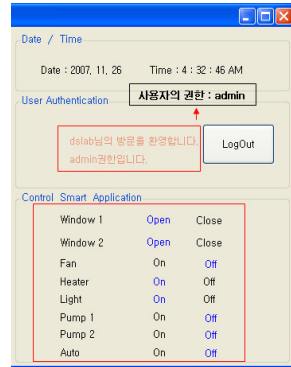 Date / Time
Date : 2007, 11, 26 Time : 4 : 32 : 46 AM
사용자의 권한 : admin
User Authentication
dslab님의 방문을 환영합니다.
admin권한입니다.
LogOut
Control Smart Application
Window 1 Open Close
Window 2 Open Close
Fan On Off
Heater On Off
Light On Off
Pump 1 On Off
Pump 2 On Off
Auto On Off